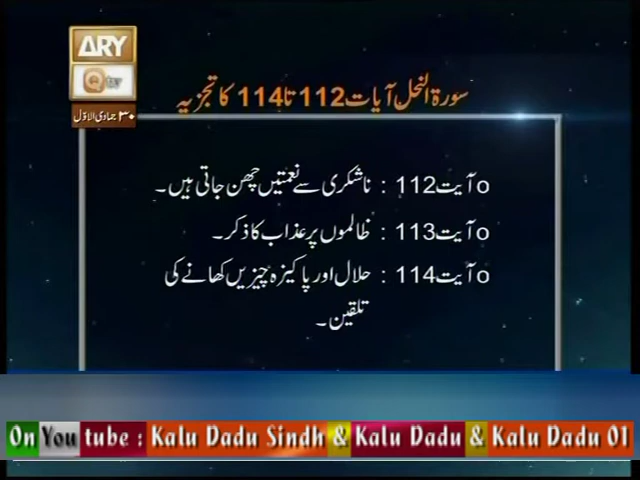 ARY
Qtv
۳۰ جمادی الاوّل
سورۃ النحل آیات 112 تا 114 کا تجزیہ
o آیت 112 : ناشکری سے نعمتیں چھن جاتی ہیں۔
o آیت 113 : ظالموں پر عذاب کا ذکر۔
o آیت 114 : حلال اور پاکیزہ چیزیں کھانے کی
تلقین۔
On You tube : Kalu Dadu Sindh & Kalu Dadu & Kalu Dadu 01